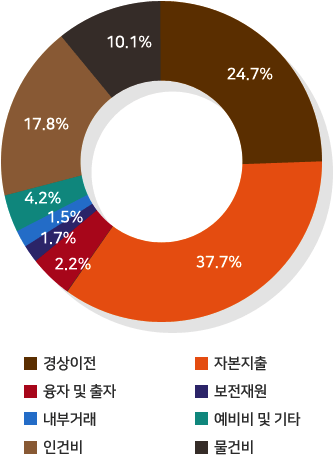 10.1%
24.7%
17.8%
4.2%
1.5%
1.7%
2.2%
37.7%
경상이전 자본지출
융자 및 출자 보전재원
내부거래 예비비 및 기타
인건비 물건비